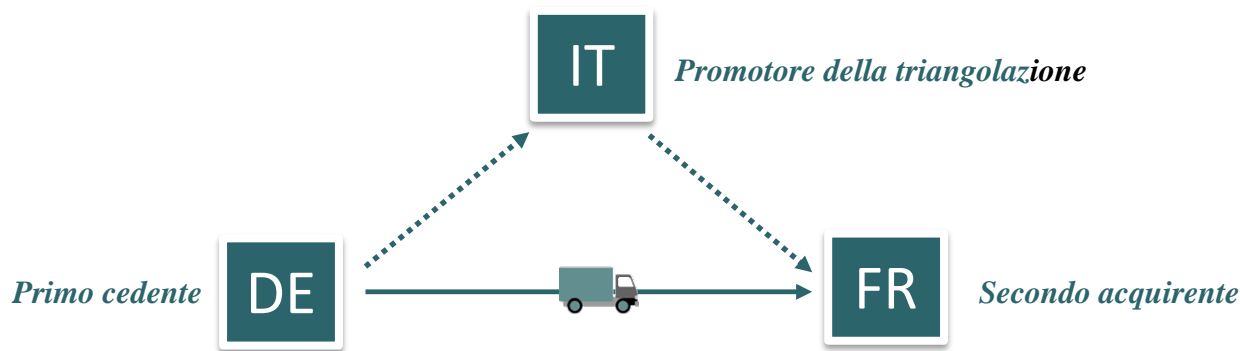 IT
Promotore della triangolazione
Primo cedente
DE
FR
Secondo acquirente